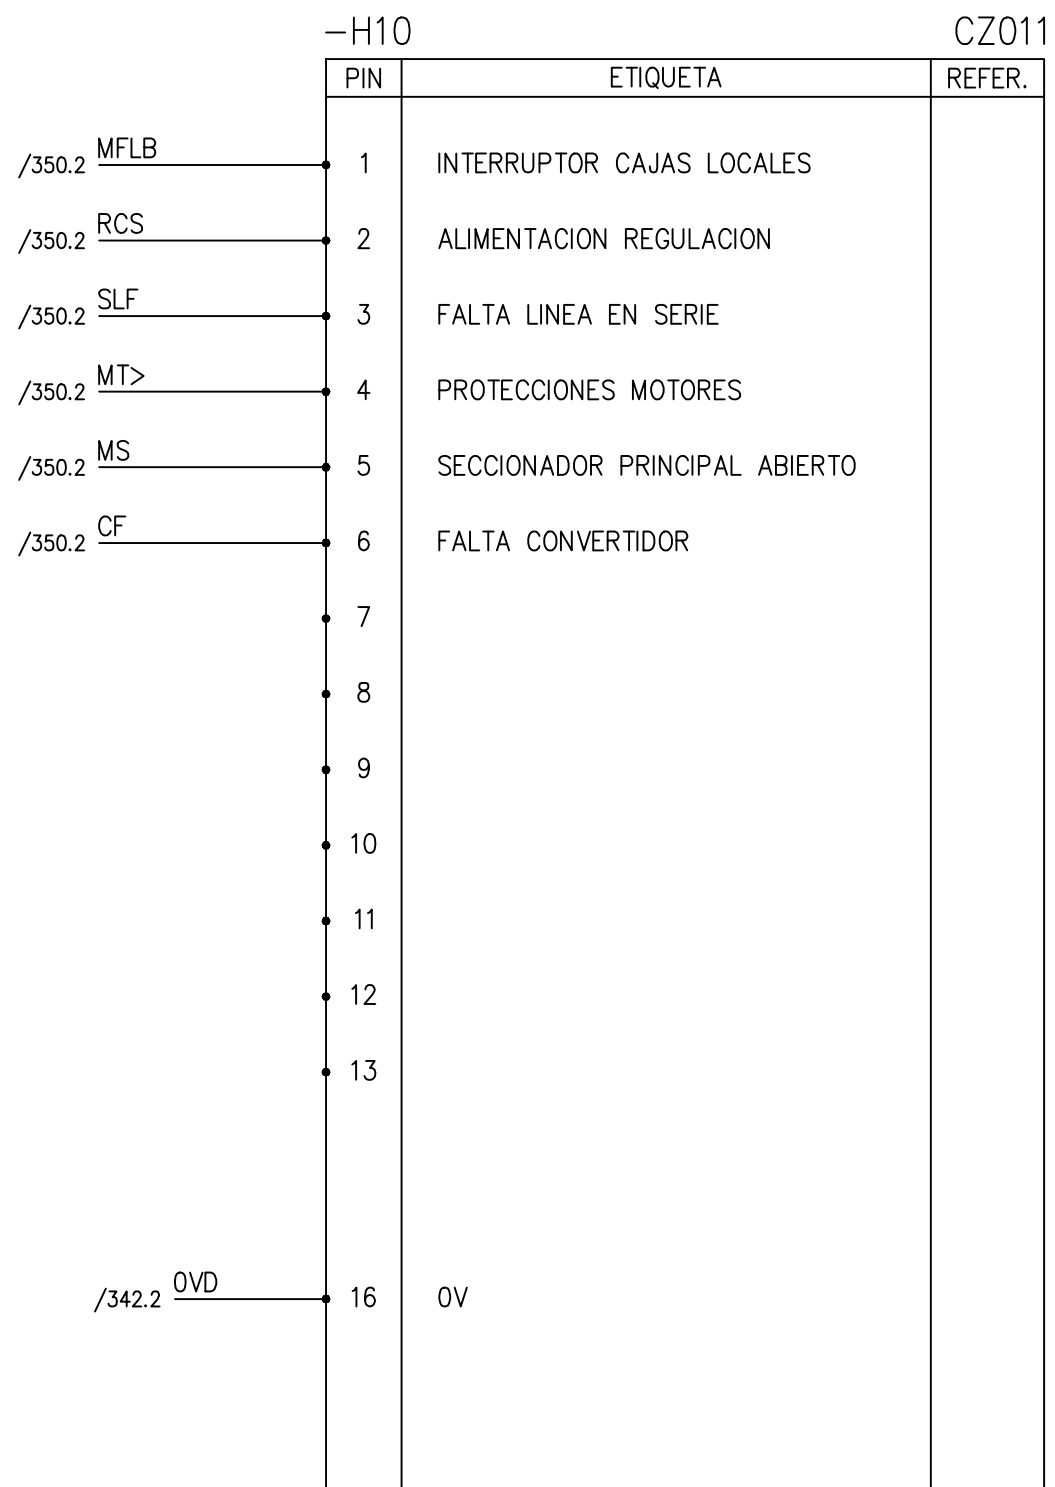 -H10 CZ011
PIN ETIQUETA REFER.
/350.2 MFLB 1 INTERRUPTOR CAJAS LOCALES
/350.2 RCS 2 ALIMENTACION REGULACION
/350.2 SLF 3 FALTA LINEA EN SERIE
/350.2 MT> 4 PROTECCIONES MOTORES
/350.2 MS 5 SECCIONADOR PRINCIPAL ABIERTO
/350.2 CF 6 FALTA CONVERTIDOR
7
8
9
10
11
12
13
/342.2 0VD 16 0V